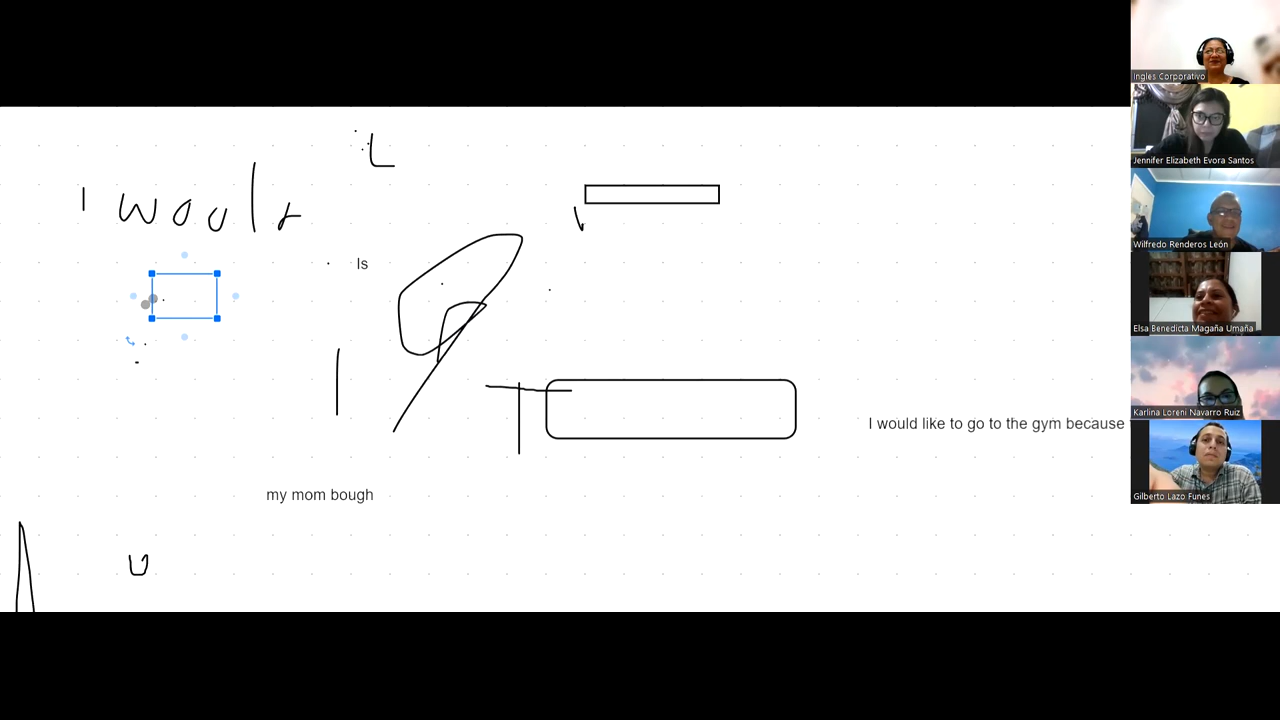 I would
Is
I would like to go to the gym because
my mom bough
Ingles Corporativo
Jennifer Elizabeth Evora Santos
Wilfredo Renderos León
Elsa Benedicta Magaña Umaña
Karlina Loreni Navarro Ruiz
Gilberto Lazo Funes